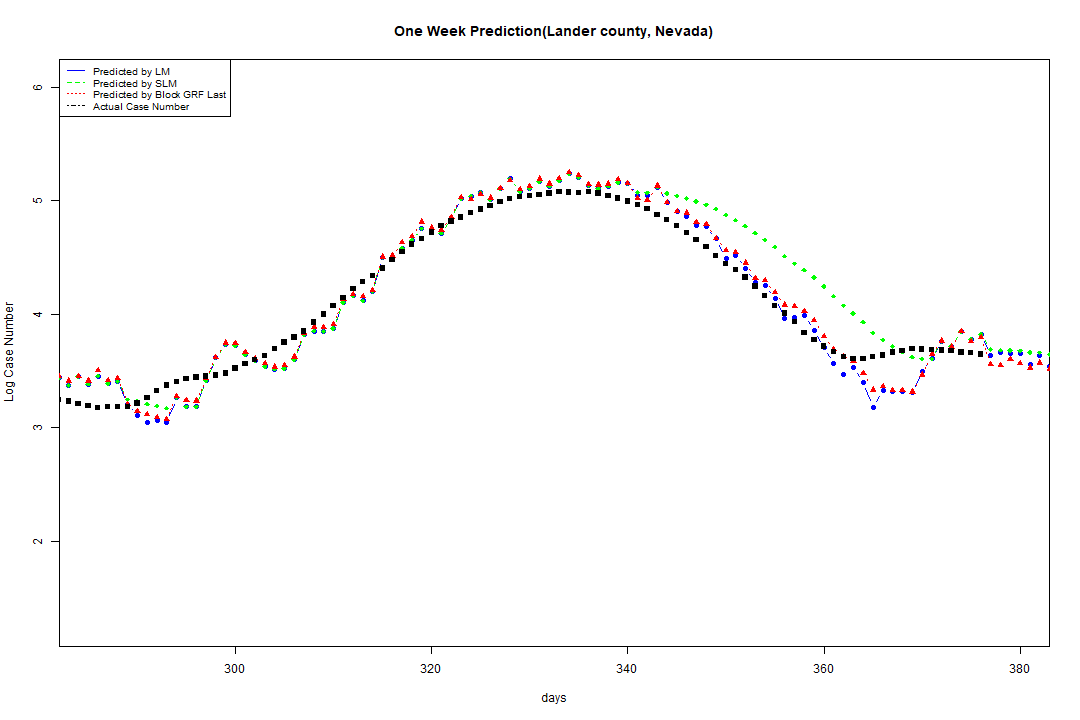 One Week Prediction(Lander county, Nevada)
Predicted by LM
Predicted by SLM
Predicted by Block GRF Last
Actual Case Number
6
5
4
3
2
Log Case Number
300 320 340 360 380
days